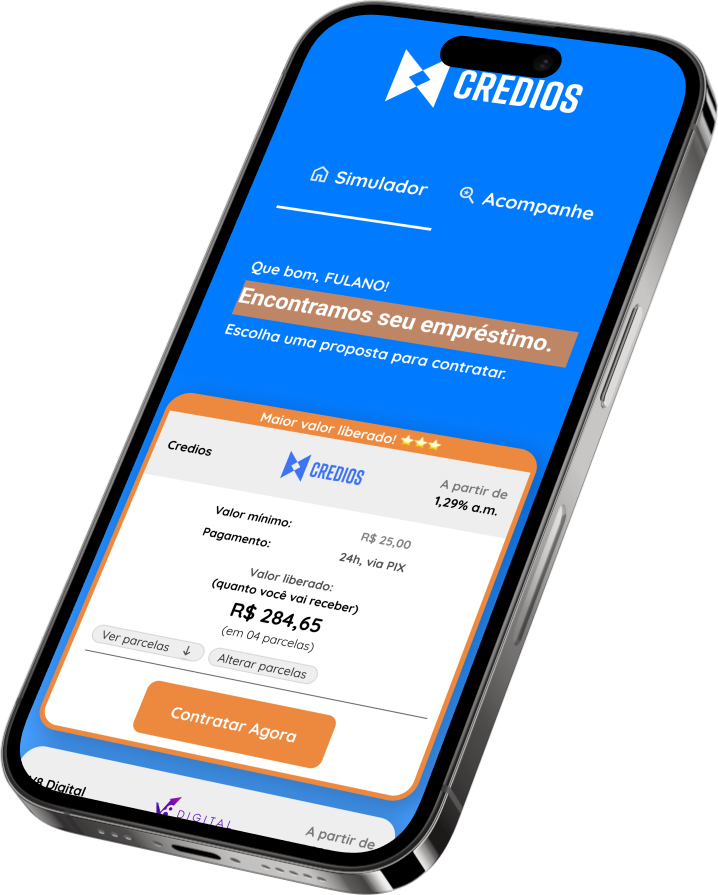 CREDIOS
Simulador
Acompanhe
Que bom, FULANO!
Encontramos seu empréstimo.
Escolha uma proposta para contratar.
Maior valor liberado! ⭐⭐⭐
Credios
CREDIOS
A partir de
1,29% a.m.
Valor mínimo:
R$ 25,00
Pagamento:
24h, via PIX
Valor liberado:
(quanto você vai receber)
R$ 284,65
(em 04 parcelas)
Ver parcelas ↓
Alterar parcelas
Contratar Agora
V8 Digital
DIGITAL
A partir de